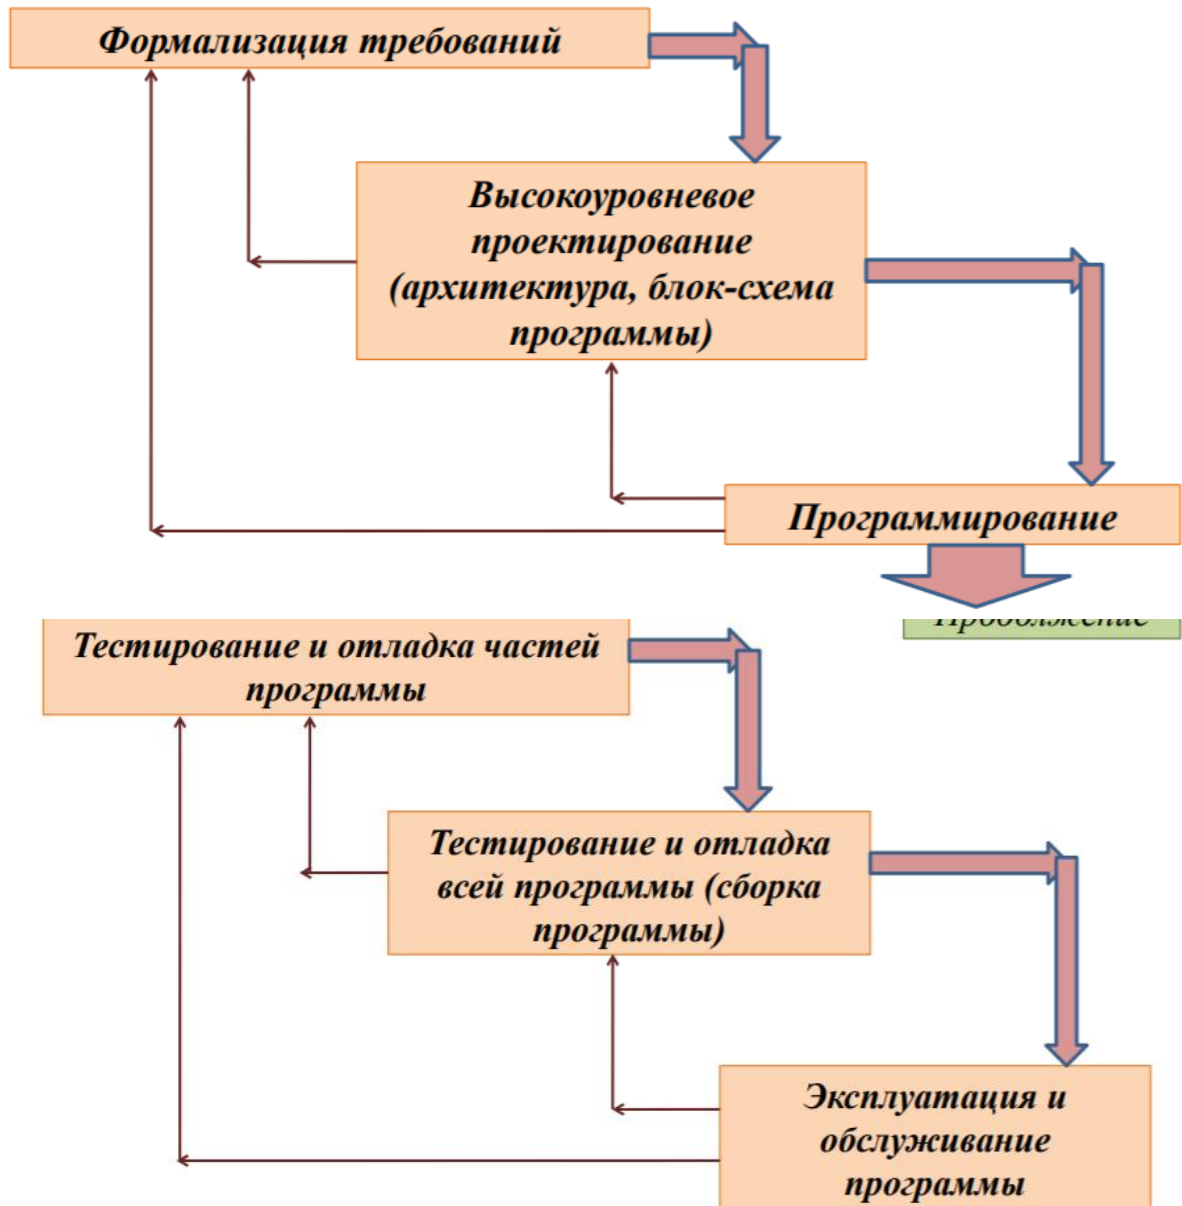 Формализация требований
Высокоуровневое
проектирование
(архитектура, блок-схема
программы)
Программирование
Продолжение
Тестирование и отладка частей
программы
Тестирование и отладка
всей программы (сборка
программы)
Эксплуатация и
обслуживание
программы